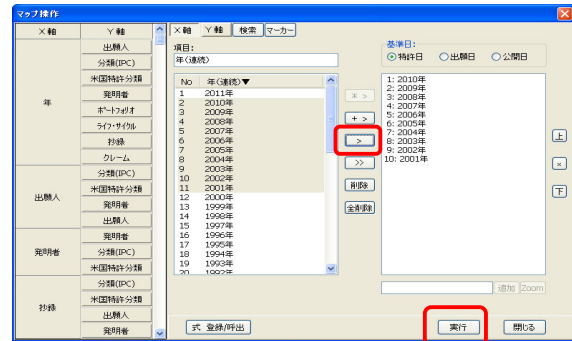 マップ操作
X軸 Y軸
年
出願人
分類(IPC)
米国特許分類
発明者
ポートフォリオ
ライフ・サイクル
抄録
クレーム
出願人
分類(IPC)
米国特許分類
発明者
出願人
発明者
発明者
分類(IPC)
米国特許分類
抄録
分類(IPC)
米国特許分類
出願人
発明者
X軸 Y軸 検索 マーカー
項目:
年(連続)
No 年(連続)▼
1 2011年
2 2010年
3 2009年
4 2008年
5 2007年
6 2006年
7 2005年
8 2004年
9 2003年
10 2002年
11 2001年
12 2000年
13 1999年
14 1998年
15 1997年
16 1996年
17 1995年
18 1994年
19 1993年
20 1992年
× >
+ >
>
>>
削除
全削除
基準日:
特許日 出願日 公開日
1: 2010年
2: 2009年
3: 2008年
4: 2007年
5: 2006年
6: 2005年
7: 2004年
8: 2003年
9: 2002年
10: 2001年
上
×
下
追加 Zoom
式 登録/呼出
実行
閉じる